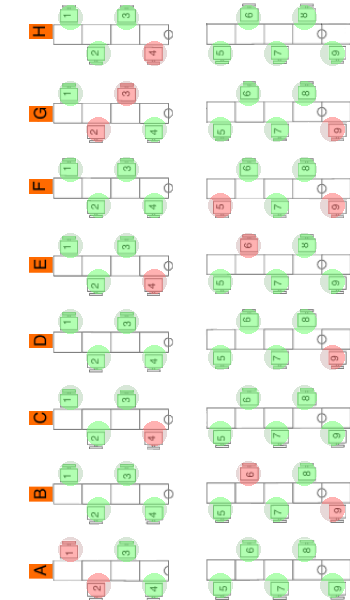 H 1 2 3 4 5 6 7 8 9
G 1 2 3 4 5 6 7 8 9
F 1 2 3 4 5 6 7 8 9
E 1 2 3 4 5 6 7 8 9
D 1 2 3 4 5 6 7 8 9
C 1 2 3 4 5 6 7 8 9
B 1 2 3 4 5 6 7 8 9
A 1 2 3 4 5 6 7 8 9